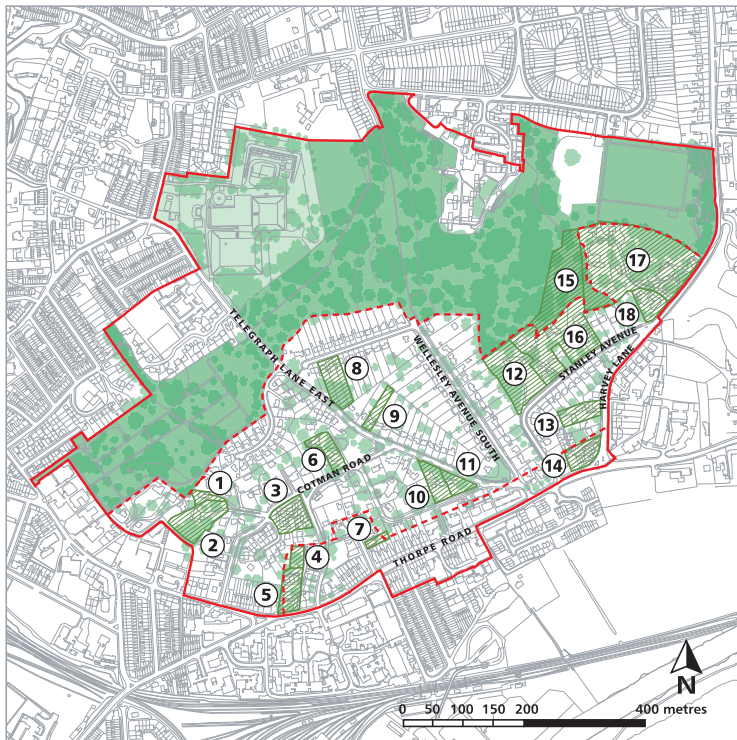 17
15
18
16
TELEGRAPH LANE EAST
WELLESLEY AVENUE SOUTH
STANLEY AVENUE
HARVEY LANE
8
12
9
13
6
COTMAN ROAD
11
14
1
3
10
7
THORPE ROAD
2
4
5
N
0 50 100 150 200 400 metres